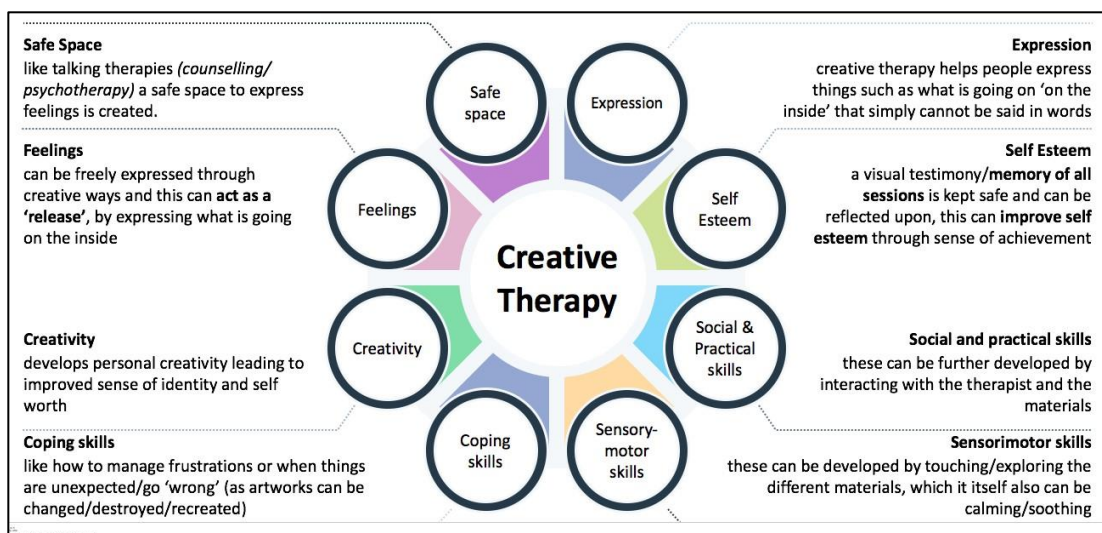 Safe Space
like talking therapies (counselling/
psychotherapy) a safe space to express
feelings is created.
Feelings
can be freely expressed through
creative ways and this can act as a
‘release’, by expressing what is going
on the inside
Creativity
develops personal creativity leading to
improved sense of identity and self
worth
Coping skills
like how to manage frustrations or when things
are unexpected/go ‘wrong’ (as artworks can be
changed/destroyed/recreated)
Safe
space
Expression
Feelings
Self
Esteem
Creative
Therapy
Creativity
Social &
Practical
skills
Coping
skills
Sensory-
motor
skills
Expression
creative therapy helps people express
things such as what is going on ‘on the
inside’ that simply cannot be said in words
Self Esteem
a visual testimony/memory of all
sessions is kept safe and can be
reflected upon, this can improve self
esteem through sense of achievement
Social and practical skills
these can be further developed by
interacting with the therapist and the
materials
Sensorimotor skills
these can be developed by touching/exploring
the different materials, which it itself also can be
calming/soothing